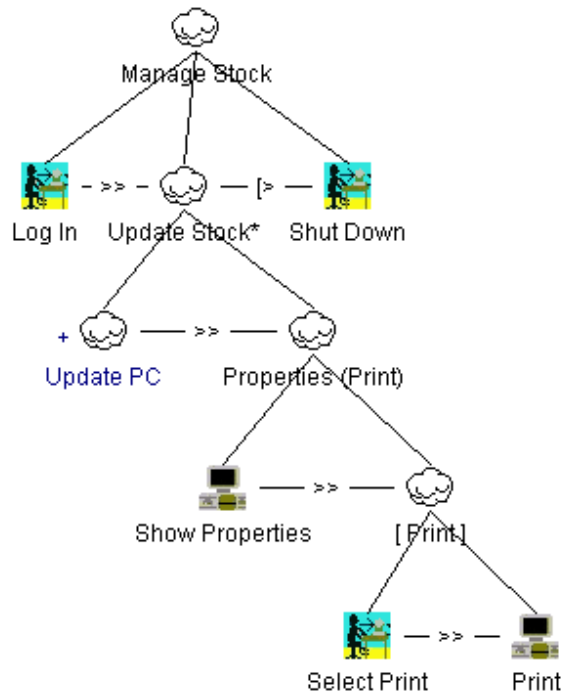 Manage Stock
>> [>
Log In Update Stock* Shut Down
+ >>
Update PC Properties (Print)
>>
Show Properties [ Print ]
>>
Select Print Print